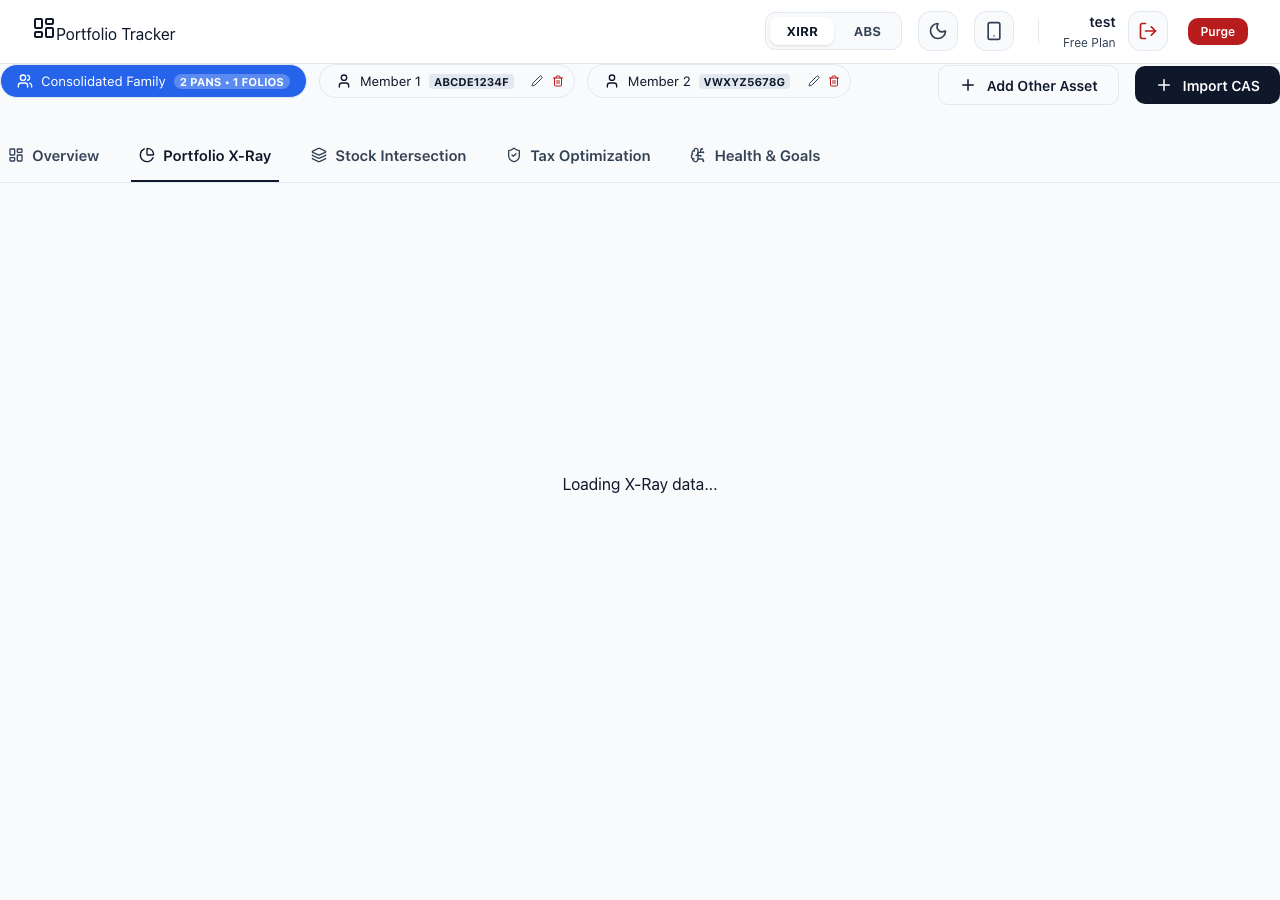 Portfolio Tracker
XIRR ABS
test
Free Plan
Purge
Consolidated Family 2 PANS • 1 FOLIOS
Member 1 ABCDE1234F
Member 2 VWXYZ5678G
Add Other Asset
Import CAS
Overview
Portfolio X-Ray
Stock Intersection
Tax Optimization
Health & Goals
Loading X-Ray data...